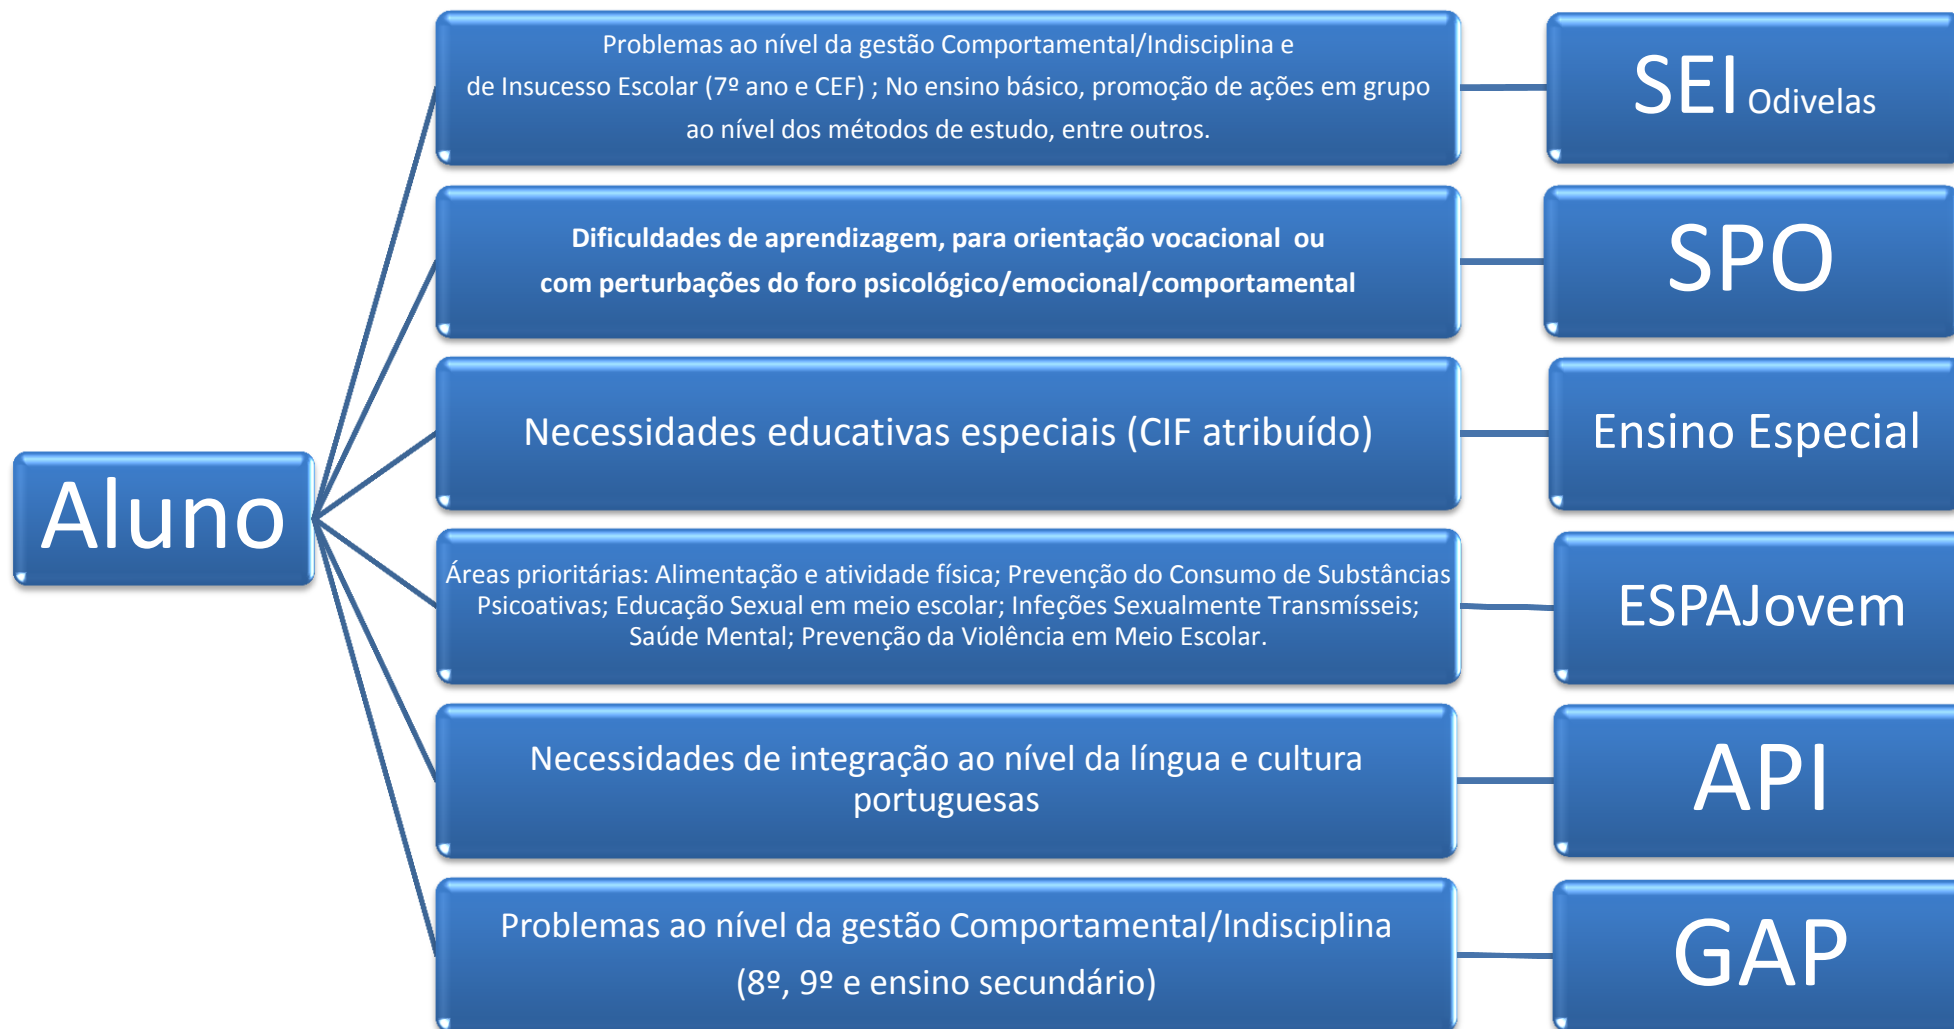 Aluno
Problemas ao nível da gestão Comportamental/Indisciplina e
de Insucesso Escolar (7º ano e CEF) ; No ensino básico, promoção de ações em grupo
ao nível dos métodos de estudo, entre outros.
SEI Odivelas
Dificuldades de aprendizagem, para orientação vocacional ou
com perturbações do foro psicológico/emocional/comportamental
SPO
Necessidades educativas especiais (CIF atribuído)
Ensino Especial
Áreas prioritárias: Alimentação e atividade física; Prevenção do Consumo de Substâncias
Psicoativas; Educação Sexual em meio escolar; Infeções Sexualmente Transmísseis;
Saúde Mental; Prevenção da Violência em Meio Escolar.
ESPAJovem
Necessidades de integração ao nível da língua e cultura
portuguesas
API
Problemas ao nível da gestão Comportamental/Indisciplina
(8º, 9º e ensino secundário)
GAP